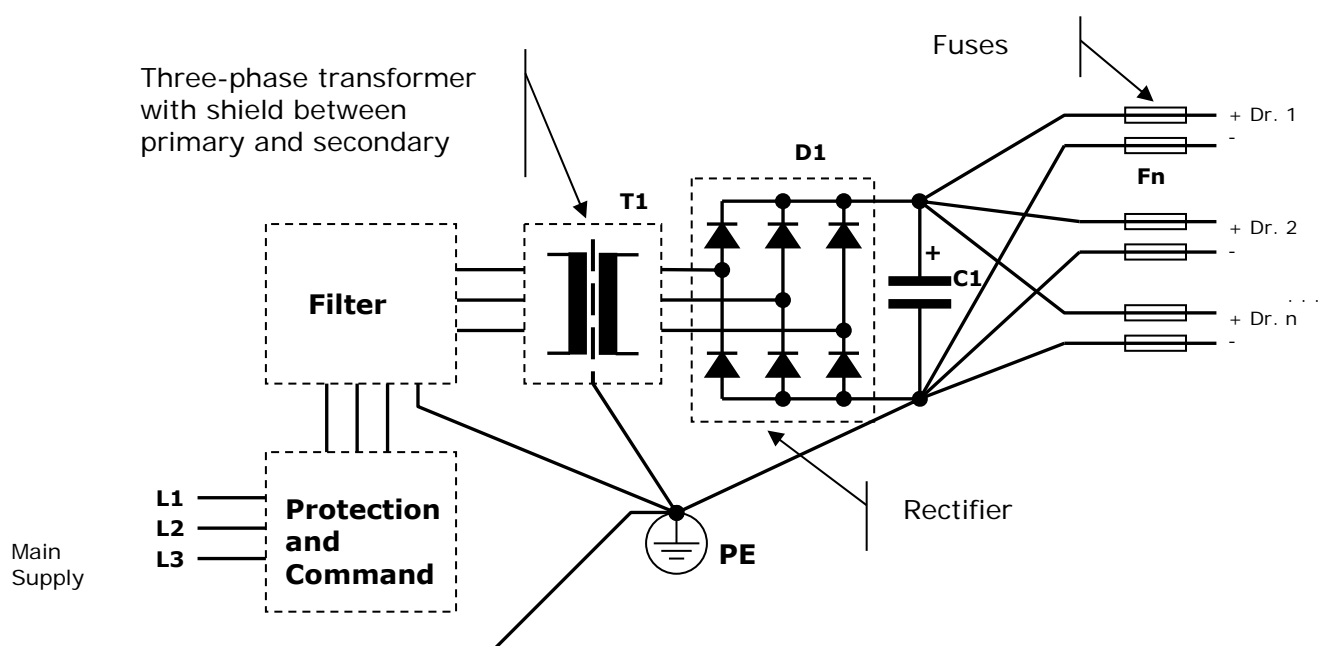 Fuses
Three-phase transformer
with shield between
primary and secondary
+ Dr. 1
-
D1
Fn
T1
+ Dr. 2
-
+
C1
Filter
. . .
+ Dr. n
-
L1
L2
L3
Protection
and
Command
Rectifier
PE
Main
Supply